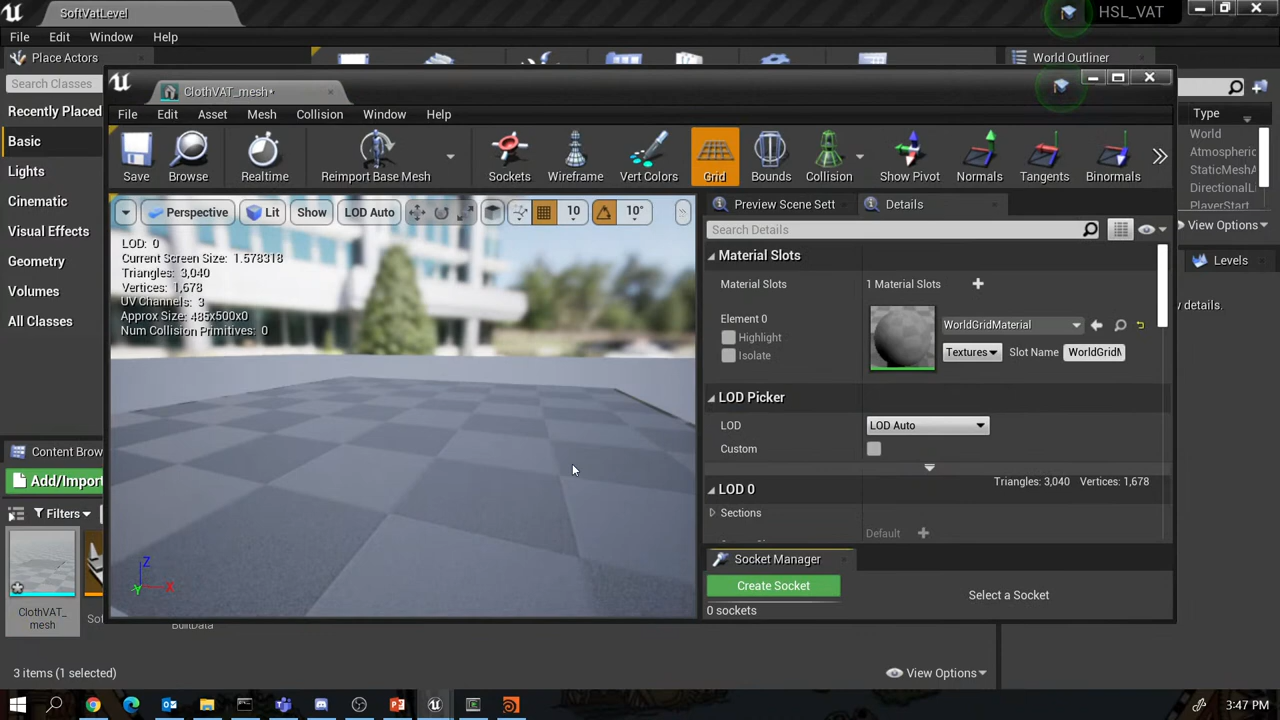 SoftVatLevel
HSL_VAT
File Edit Window Help
Place Actors
World Outliner
Search Classes
Recently Placed
Basic
Lights
Cinematic
Visual Effects
Geometry
Volumes
All Classes
Type
World
Atmospheric
StaticMeshA
DirectionalL
PlayerStart
View Options
Levels
ClothVAT_mesh*
File Edit Asset Mesh Collision Window Help
Save Browse Realtime Reimport Base Mesh Sockets Wireframe Vert Colors Grid Bounds Collision Show Pivot Normals Tangents Binormals
Perspective Lit Show LOD Auto 10 10°
LOD: 0
Current Screen Size: 1.578318
Triangles: 3,040
Vertices: 1,678
UV Channels: 3
Approx Size: 485x500x0
Num Collision Primitives: 0
Z
Y
X
Preview Scene Sett Details
Search Details
Material Slots
Material Slots 1 Material Slots
Element 0
Highlight
Isolate
WorldGridMaterial
Textures Slot Name WorldGridM
LOD Picker
LOD LOD Auto
Custom
LOD 0
Triangles: 3,040 Vertices: 1,678
Sections
Default
Socket Manager
Create Socket
0 sockets
Select a Socket
Content Brow
Add/Import
Filters
ClothVAT_
mesh
So
BuiltData
3 items (1 selected)
View Options
3:47 PM